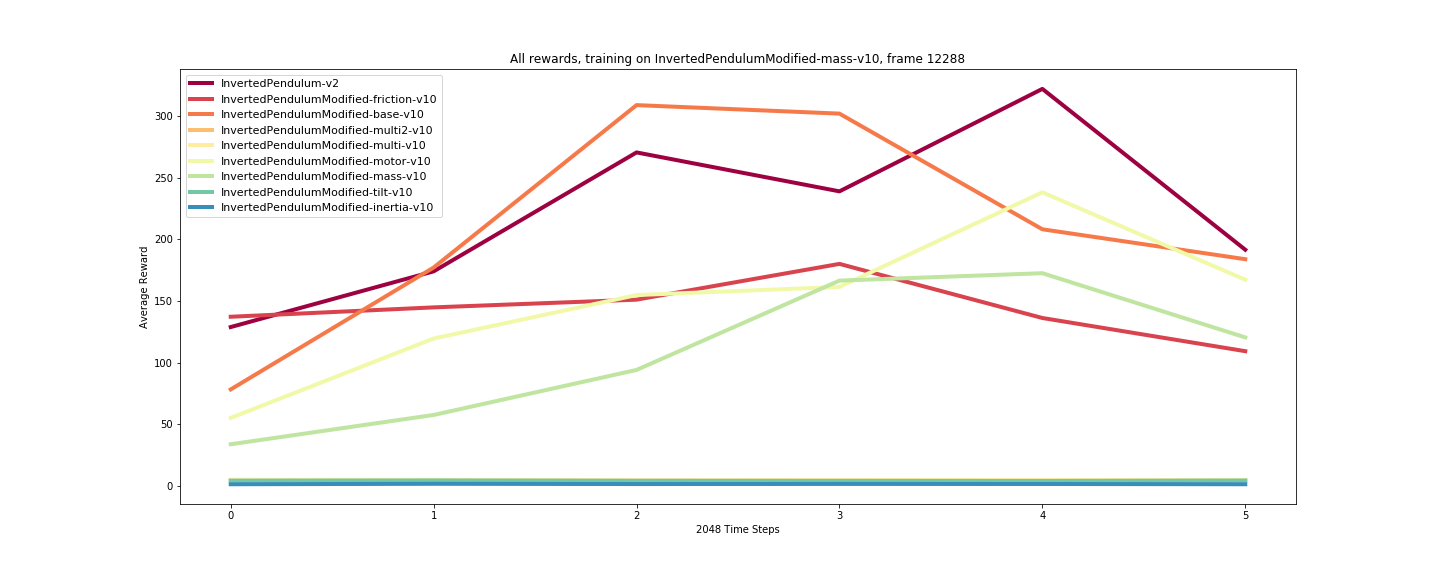 All rewards, training on InvertedPendulumModified-mass-v10, frame 12288
InvertedPendulum-v2
InvertedPendulumModified-friction-v10
InvertedPendulumModified-base-v10
InvertedPendulumModified-multi2-v10
InvertedPendulumModified-multi-v10
InvertedPendulumModified-motor-v10
InvertedPendulumModified-mass-v10
InvertedPendulumModified-tilt-v10
InvertedPendulumModified-inertia-v10
Average Reward
300
250
200
150
100
50
0
0 1 2 3 4 5
2048 Time Steps